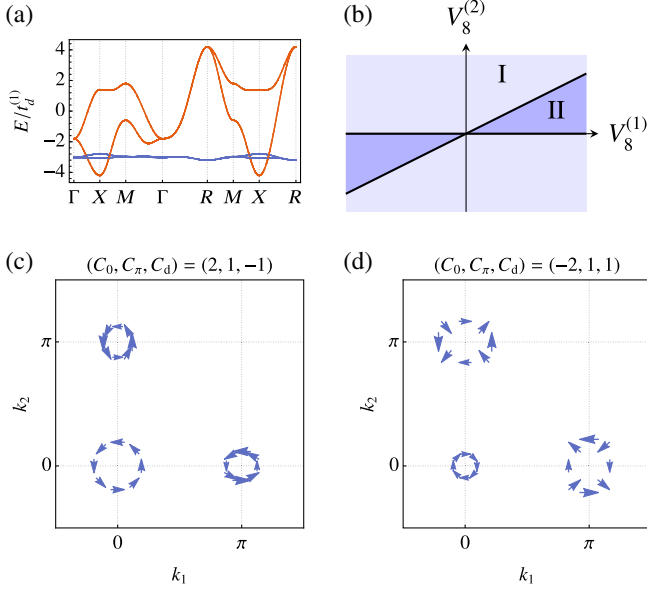 (a)
E/t_d^{(1)}
4
2
0
−2
−4
Γ X M Γ R M X R
(b)
V_8^{(2)}
I
II
V_8^{(1)}
(c)
(C_0, C_π, C_d) = (2, 1, −1)
k_2
π
0
0 π
k_1
(d)
(C_0, C_π, C_d) = (−2, 1, 1)
k_2
π
0
0 π
k_1